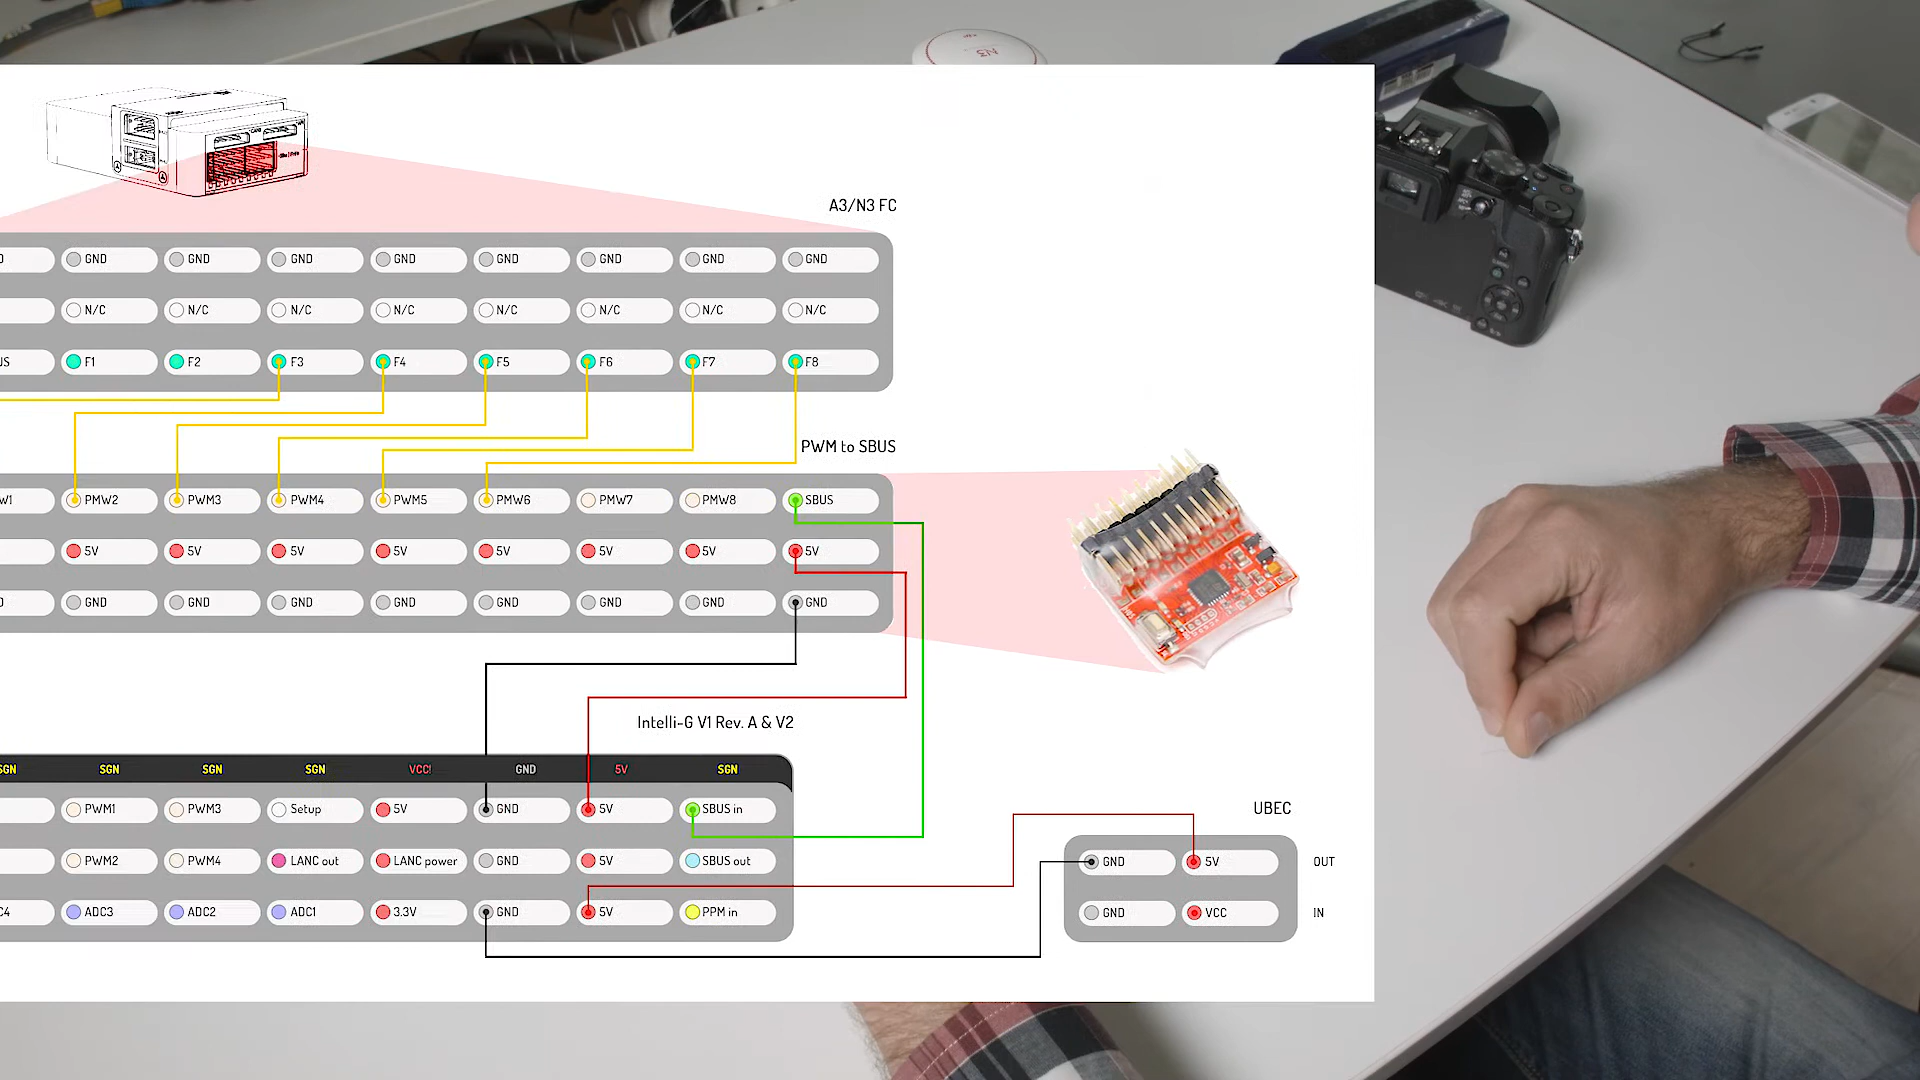 A3/N3 FC
GND GND GND GND GND GND GND GND
N/C N/C N/C N/C N/C N/C N/C N/C
F1 F2 F3 F4 F5 F6 F7 F8
PWM to SBUS
PMW2 PWM3 PWM4 PWM5 PWM6 PMW7 PMW8 SBUS
5V 5V 5V 5V 5V 5V 5V 5V
GND GND GND GND GND GND GND GND
Intelli-G V1 Rev. A & V2
SGN SGN SGN SGN VCC! GND 5V SGN
PWM1 PWM3 Setup 5V GND 5V SBUS in
PWM2 PWM4 LANC out LANC power GND 5V SBUS out
ADC3 ADC2 ADC1 3.3V GND 5V PPM in
UBEC
GND 5V OUT
GND VCC IN
N3